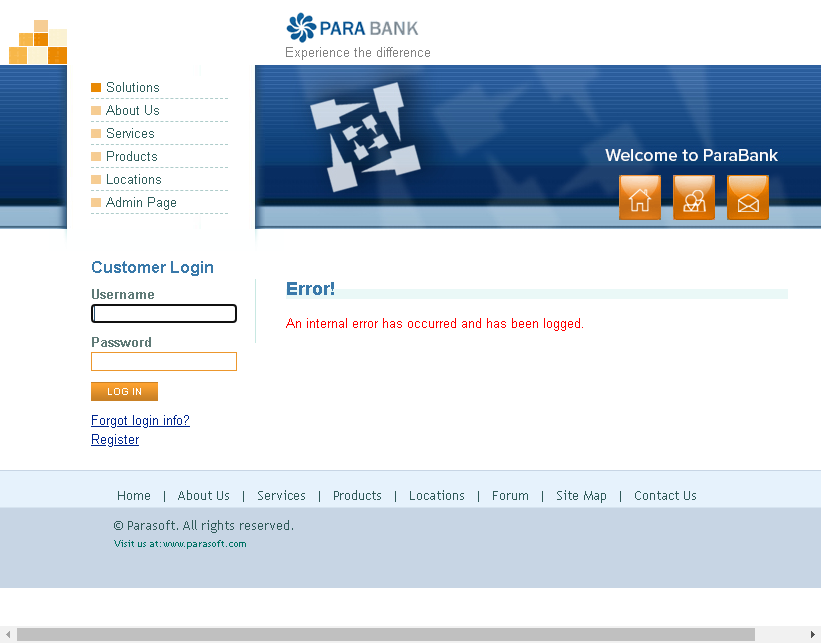 PARA BANK
Experience the difference
Solutions
About Us
Services
Products
Locations
Admin Page
Welcome to ParaBank
Customer Login
Username
Password
LOG IN
Forgot login info?
Register
Error!
An internal error has occurred and has been logged.
Home | About Us | Services | Products | Locations | Forum | Site Map | Contact Us
© Parasoft. All rights reserved.
Visit us at:www.parasoft.com